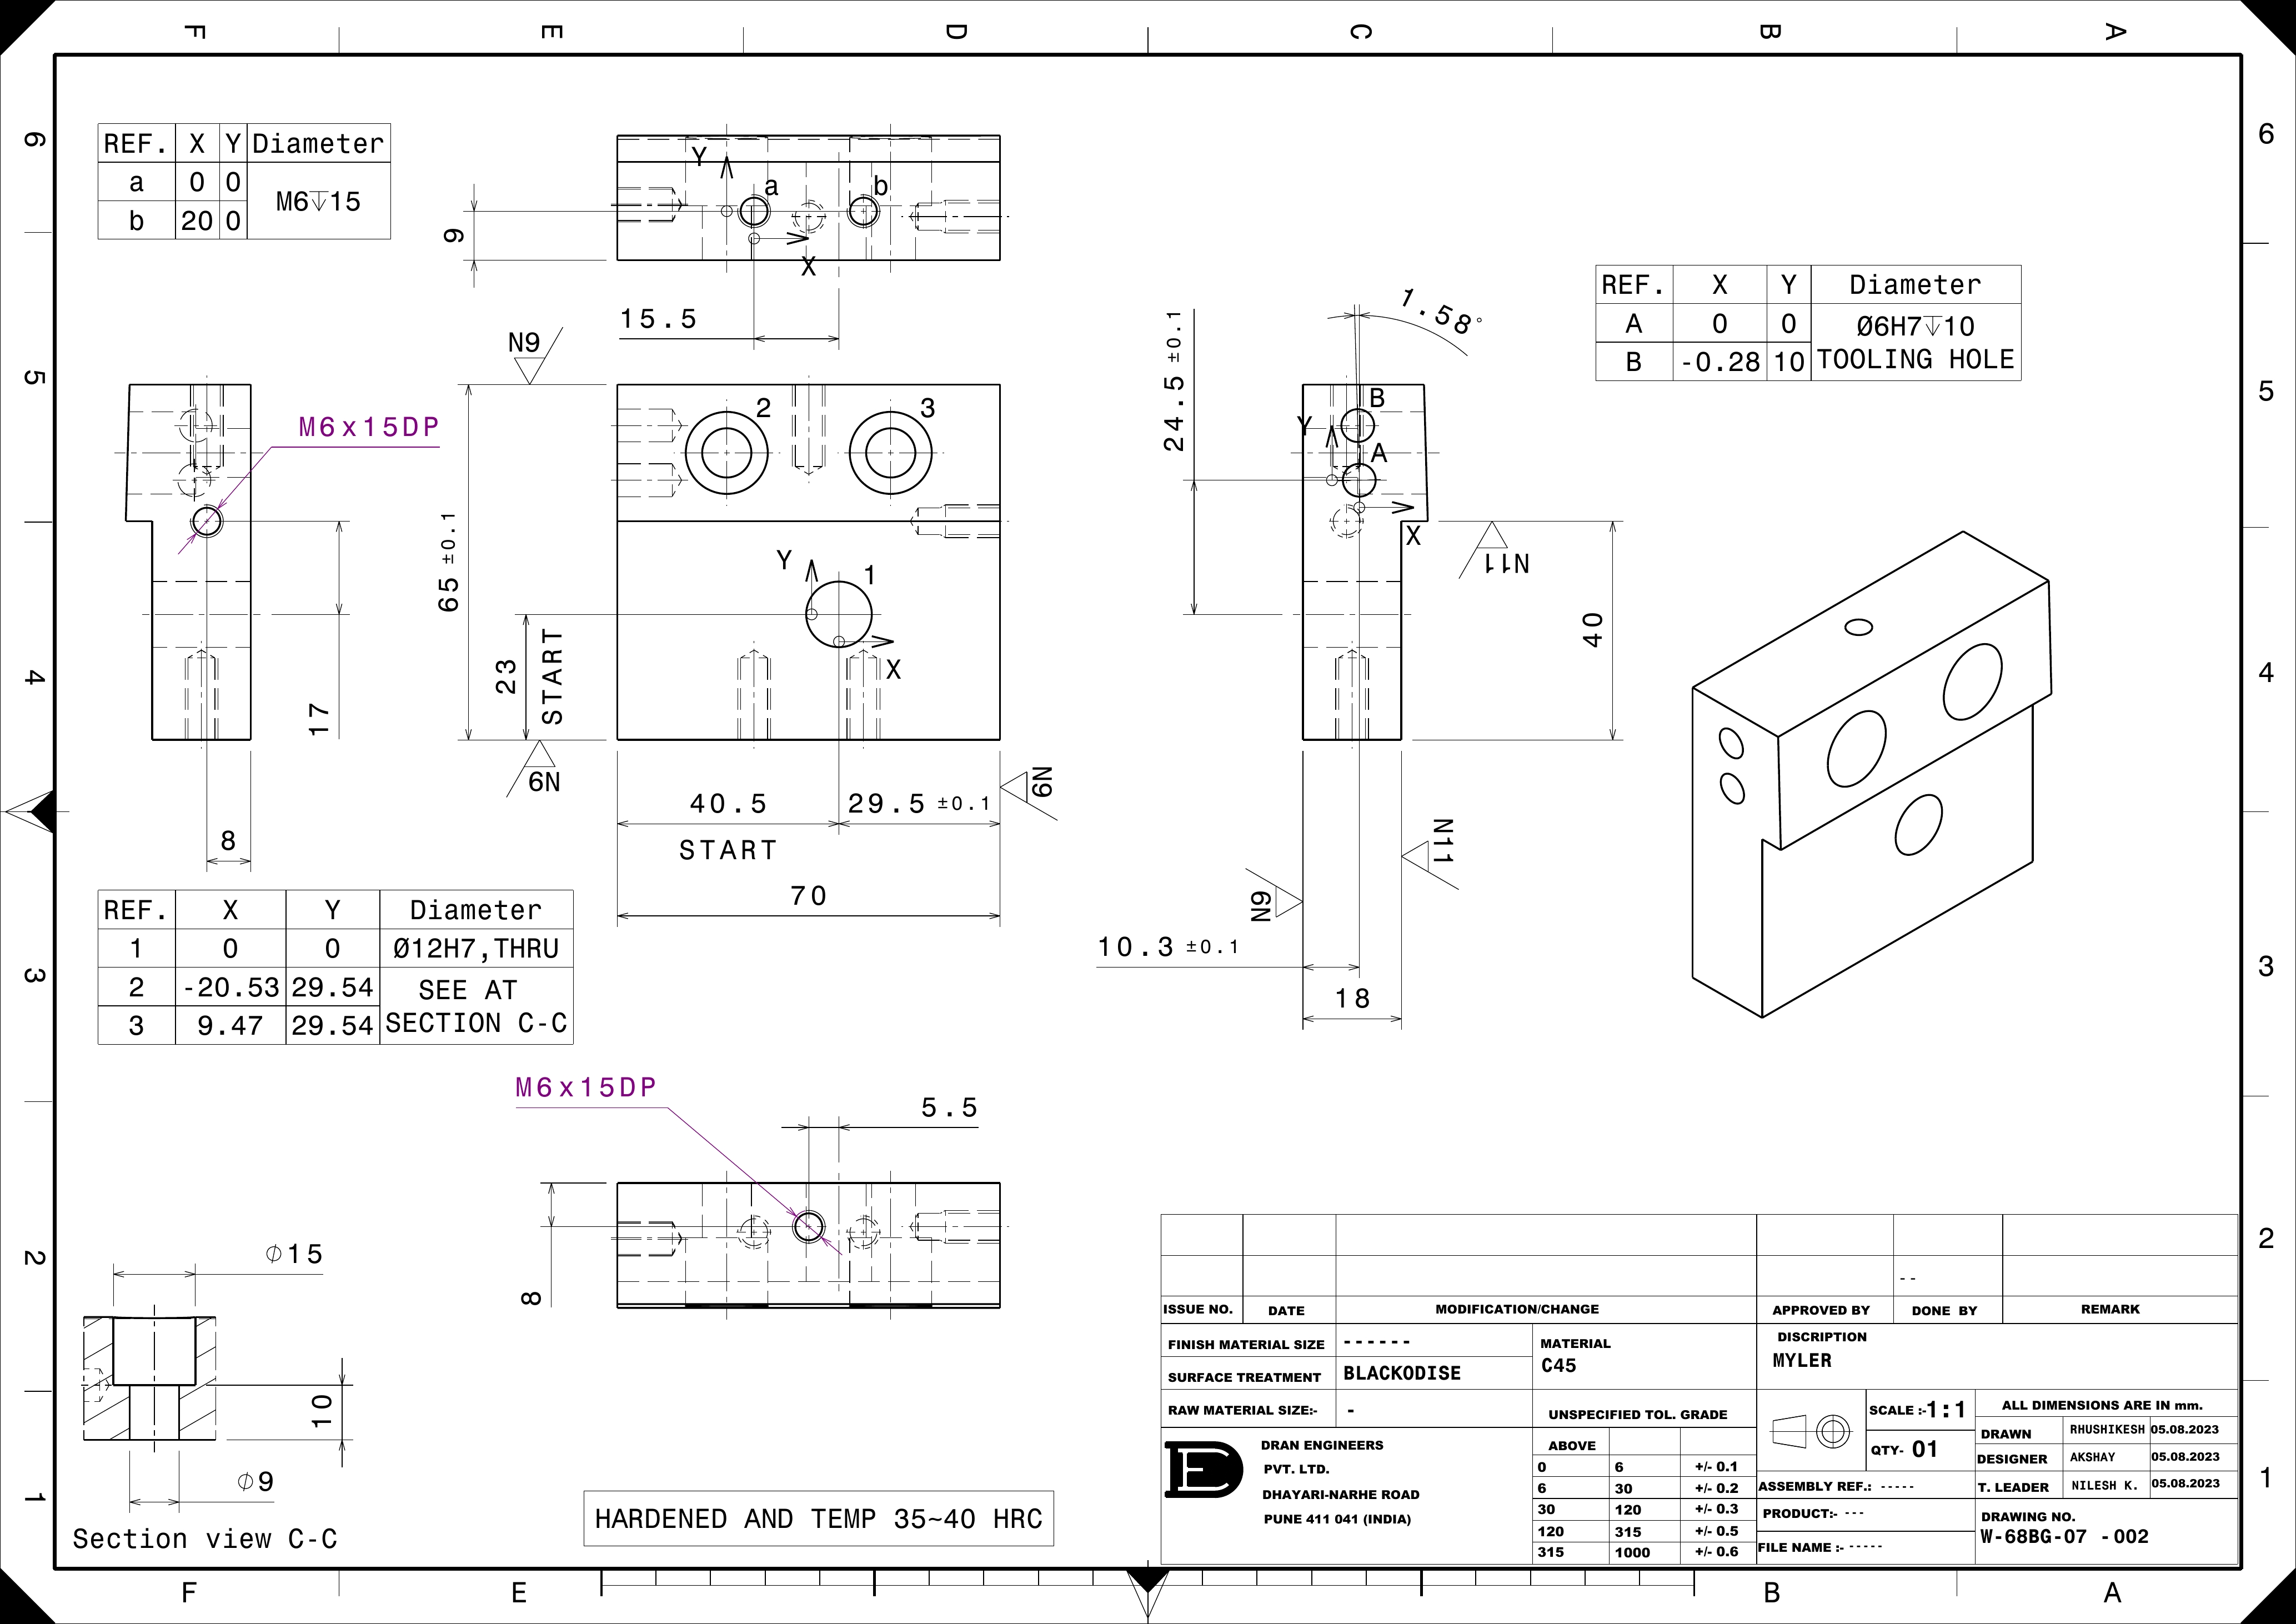 F E D C B A
6 5 4 3 2 1
6 5 4 3 2 1
REF. X Y Diameter
a 0 0 M6↧15
b 20 0
Y
a
b
X
9
15.5
REF. X Y Diameter
A 0 0 Ø6H7↧10
B -0.28 10 TOOLING HOLE
M6x15DP
17
8
N9
65 ±0.1
23
START
N9
2
3
Y
1
X
40.5
29.5 ±0.1
START
70
N9
1.58°
24.5 ±0.1
B
Y
A
X
N11
40
N11
N9
10.3 ±0.1
18
REF. X Y Diameter
1 0 0 Ø12H7,THRU
2 -20.53 29.54 SEE AT
3 9.47 29.54 SECTION C-C
M6x15DP
5.5
8
Ø15
10
Ø9
Section view C-C
HARDENED AND TEMP 35~40 HRC
--
ISSUE NO. DATE MODIFICATION/CHANGE APPROVED BY DONE BY REMARK
FINISH MATERIAL SIZE ------
MATERIAL
C45
DISCRIPTION
MYLER
SURFACE TREATMENT BLACKODISE
RAW MATERIAL SIZE:- -
UNSPECIFIED TOL. GRADE
ABOVE
0 6 +/- 0.1
6 30 +/- 0.2
30 120 +/- 0.3
120 315 +/- 0.5
315 1000 +/- 0.6
DRAN ENGINEERS
PVT. LTD.
DHAYARI-NARHE ROAD
PUNE 411 041 (INDIA)
SCALE :-1:1
QTY- 01
ALL DIMENSIONS ARE IN mm.
DRAWN RHUSHIKESH 05.08.2023
DESIGNER AKSHAY 05.08.2023
T. LEADER NILESH K. 05.08.2023
ASSEMBLY REF.: -----
PRODUCT:- ---
FILE NAME :- -----
DRAWING NO.
W-68BG-07 -002
F E B A